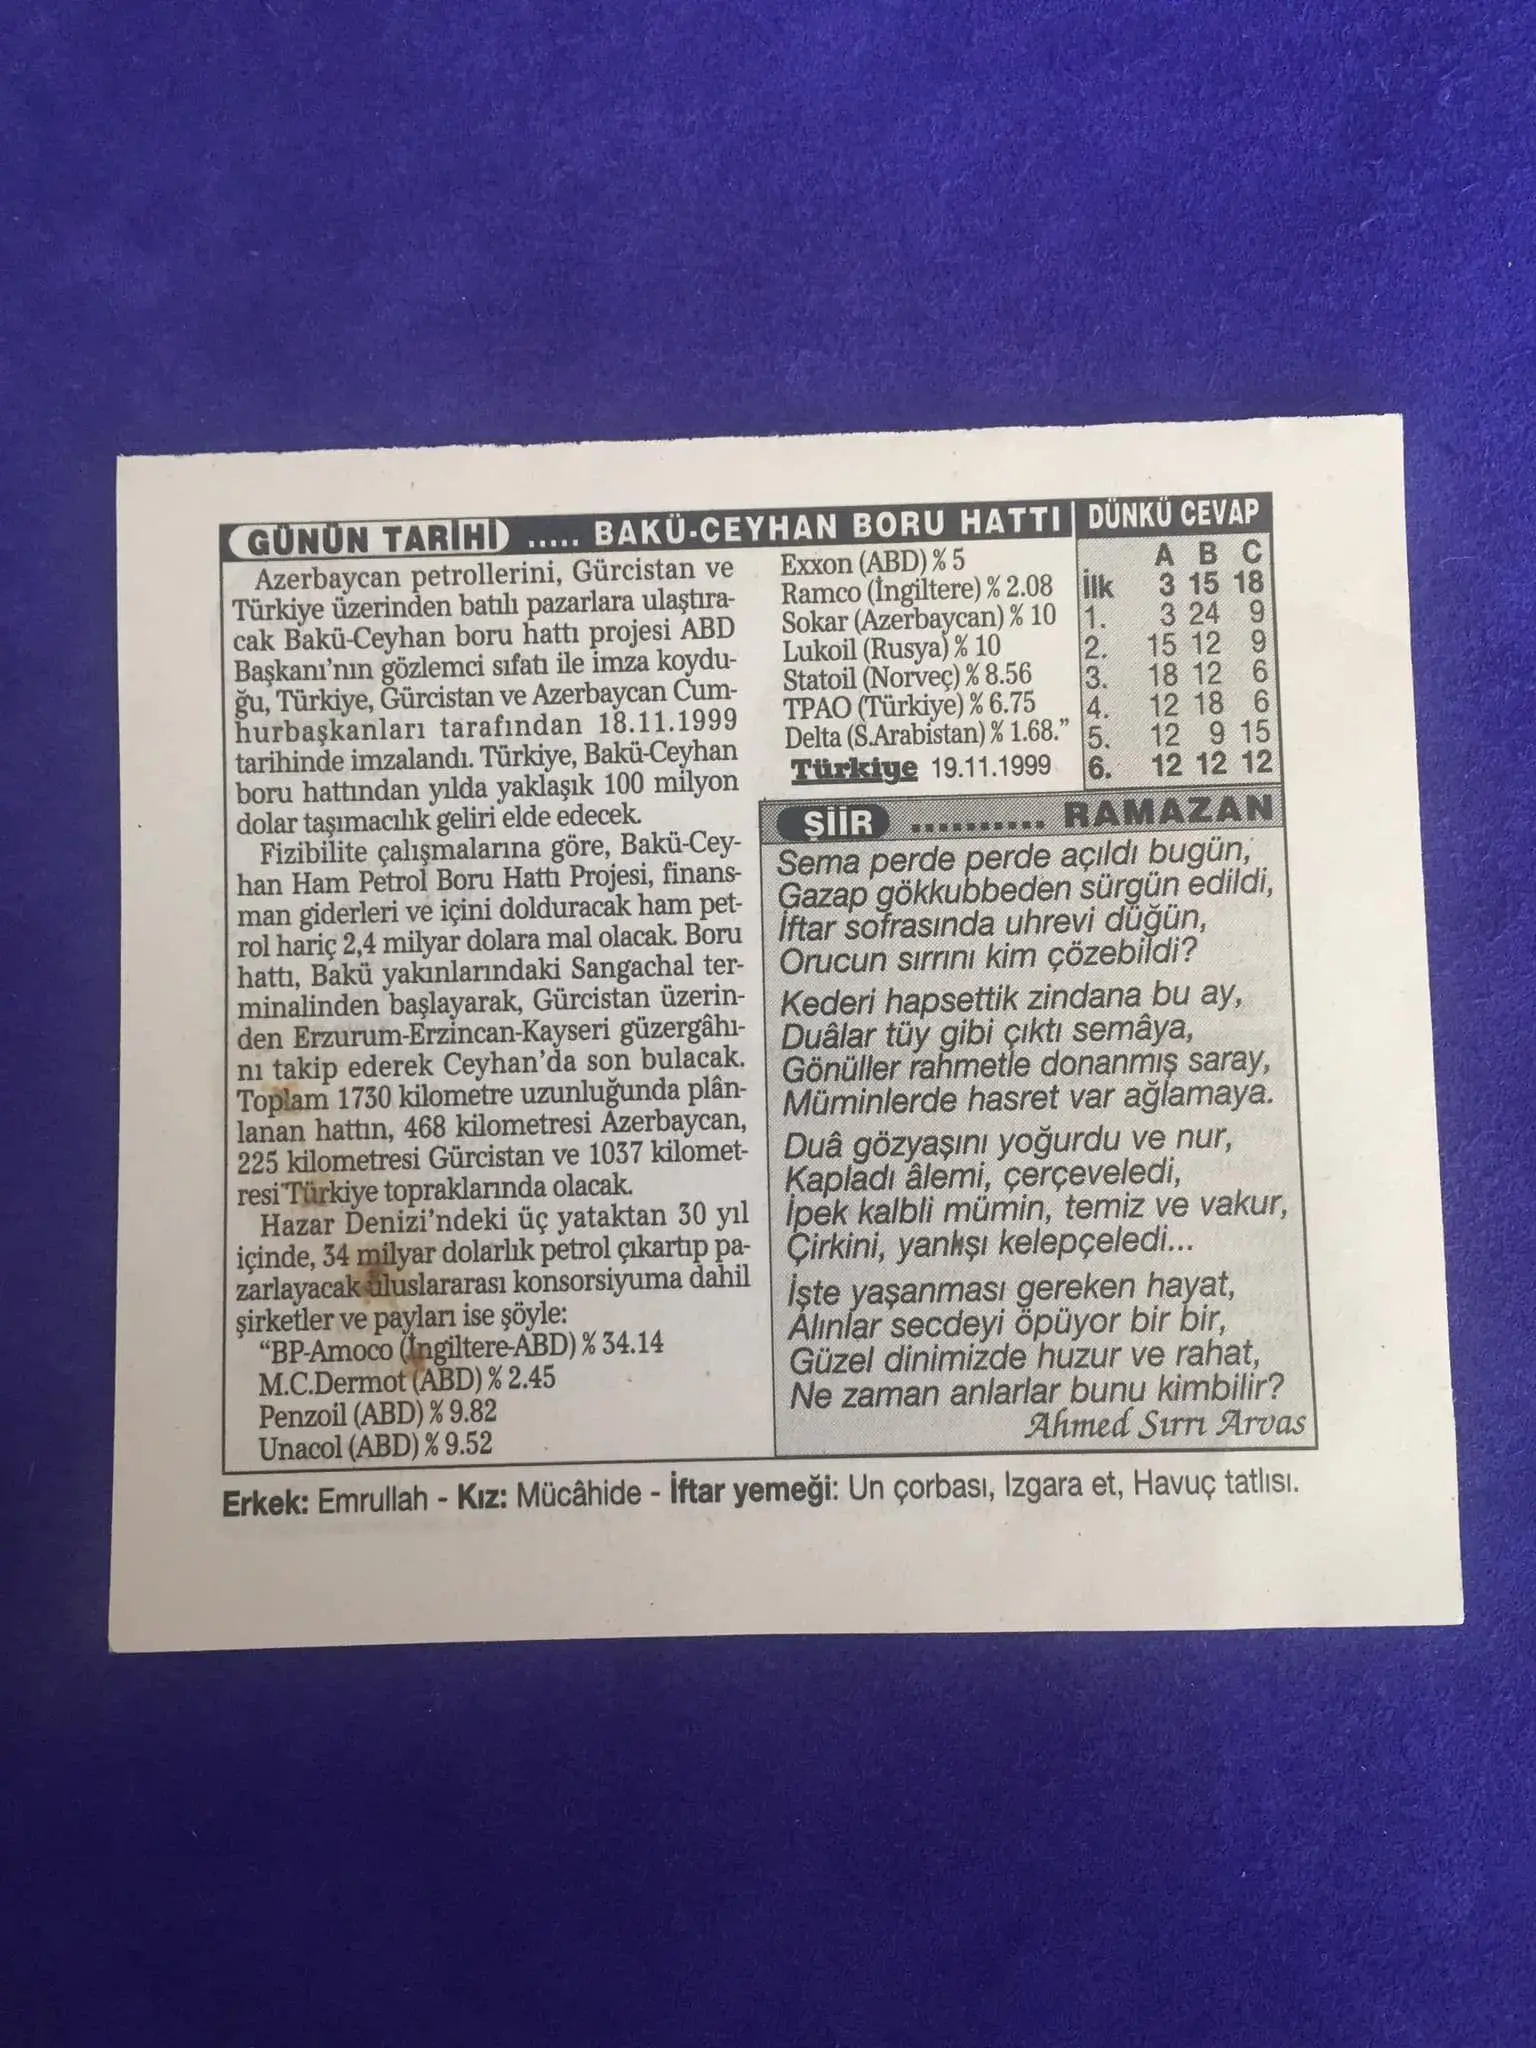 GÜNÜN TARİHİ ..... BAKÜ-CEYHAN BORU HATTI
Azerbaycan petrollerini, Gürcistan ve
Türkiye üzerinden batılı pazarlara ulaştıra-
cak Bakü-Ceyhan boru hattı projesi ABD
Başkanı'nın gözlemci sıfatı ile imza koydu-
ğu, Türkiye, Gürcistan ve Azerbaycan Cum-
hurbaşkanları tarafından 18.11.1999
tarihinde imzalandı. Türkiye, Bakü-Ceyhan
boru hattından yılda yaklaşık 100 milyon
dolar taşımacılık geliri elde edecek.
Fizibilite çalışmalarına göre, Bakü-Cey-
han Ham Petrol Boru Hattı Projesi, finans-
man giderleri ve içini dolduracak ham pet-
rol hariç 2,4 milyar dolara mal olacak. Boru
hattı, Bakü yakınlarındaki Sangachal ter-
minalinden başlayarak, Gürcistan üzerin-
den Erzurum-Erzincan-Kayseri güzergâhı-
nı takip ederek Ceyhan'da son bulacak.
Toplam 1730 kilometre uzunluğunda plân-
lanan hattın, 468 kilometresi Azerbaycan,
225 kilometresi Gürcistan ve 1037 kilomet-
resi Türkiye topraklarında olacak.
Hazar Denizi'ndeki üç yataktan 30 yıl
içinde, 34 milyar dolarlık petrol çıkartıp pa-
zarlayacak uluslararası konsorsiyuma dahil
şirketler ve payları ise şöyle:
"BP-Amoco (İngiltere-ABD) % 34.14
M.C.Dermot (ABD) % 2.45
Penzoil (ABD) % 9.82
Unacol (ABD) % 9.52
Exxon (ABD) % 5
Ramco (İngiltere) % 2.08
Sokar (Azerbaycan) % 10
Lukoil (Rusya) % 10
Statoil (Norveç) % 8.56
TPAO (Türkiye) % 6.75
Delta (S.Arabistan) % 1.68."
Türkiye 19.11.1999
DÜNKÜ CEVAP
A B C
İlk 3 15 18
1. 3 24 9
2. 15 12 9
3. 18 12 6
4. 12 18 6
5. 12 9 15
6. 12 12 12
ŞİİR .......... RAMAZAN
Sema perde perde açıldı bugün,
Gazap gökkubbeden sürgün edildi,
İftar sofrasında uhrevi düğün,
Orucun sırrını kim çözebildi?
Kederi hapsettik zindana bu ay,
Duâlar tüy gibi çıktı semâya,
Gönüller rahmetle donanmış saray,
Müminlerde hasret var ağlamaya.
Duâ gözyaşını yoğurdu ve nur,
Kapladı âlemi, çerçeveledi,
İpek kalbli mümin, temiz ve vakur,
Çirkini, yanlışı kelepçeledi...
İşte yaşanması gereken hayat,
Alınlar secdeyi öpüyor bir bir,
Güzel dinimizde huzur ve rahat,
Ne zaman anlarlar bunu kimbilir?
Ahmed Sırrı Arvas
Erkek: Emrullah - Kız: Mücâhide - İftar yemeği: Un çorbası, Izgara et, Havuç tatlısı.